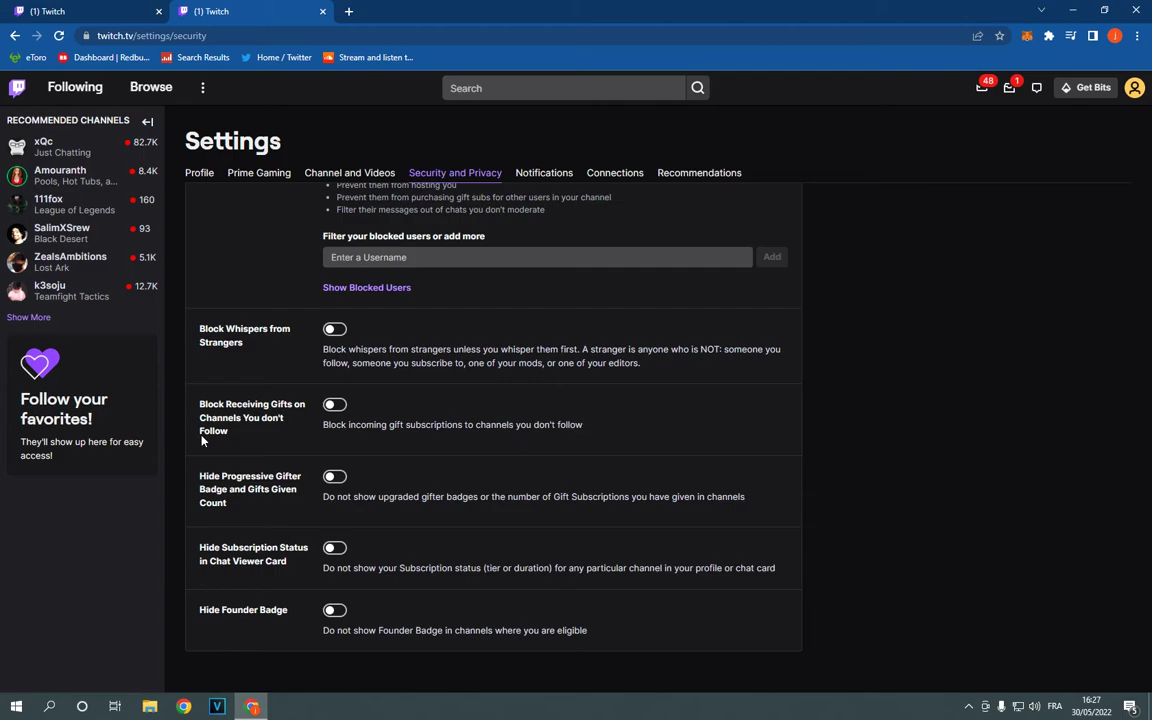 (1) Twitch
(1) Twitch
twitch.tv/settings/security
eToro
Dashboard | Redbu...
Search Results
Home / Twitter
Stream and listen t...
Following
Browse
Search
48
1
Get Bits
RECOMMENDED CHANNELS
xQc
82.7K
Just Chatting
Amouranth
8.4K
Pools, Hot Tubs, a...
111fox
160
League of Legends
SalimXSrew
93
Black Desert
ZealsAmbitions
5.1K
Lost Ark
k3soju
12.7K
Teamfight Tactics
Show More
Follow your
favorites!
They'll show up here for easy
access!
Settings
Profile
Prime Gaming
Channel and Videos
Security and Privacy
Notifications
Connections
Recommendations
Prevent them from hosting you
• Prevent them from purchasing gift subs for other users in your channel
• Filter their messages out of chats you don't moderate
Filter your blocked users or add more
Enter a Username
Add
Show Blocked Users
Block Whispers from
Strangers
Block whispers from strangers unless you whisper them first. A stranger is anyone who is NOT: someone you
follow, someone you subscribe to, one of your mods, or one of your editors.
Block Receiving Gifts on
Channels You don't
Follow
Block incoming gift subscriptions to channels you don't follow
Hide Progressive Gifter
Badge and Gifts Given
Count
Do not show upgraded gifter badges or the number of Gift Subscriptions you have given in channels
Hide Subscription Status
in Chat Viewer Card
Do not show your Subscription status (tier or duration) for any particular channel in your profile or chat card
Hide Founder Badge
Do not show Founder Badge in channels where you are eligible
FRA
16:27
30/05/2022
5